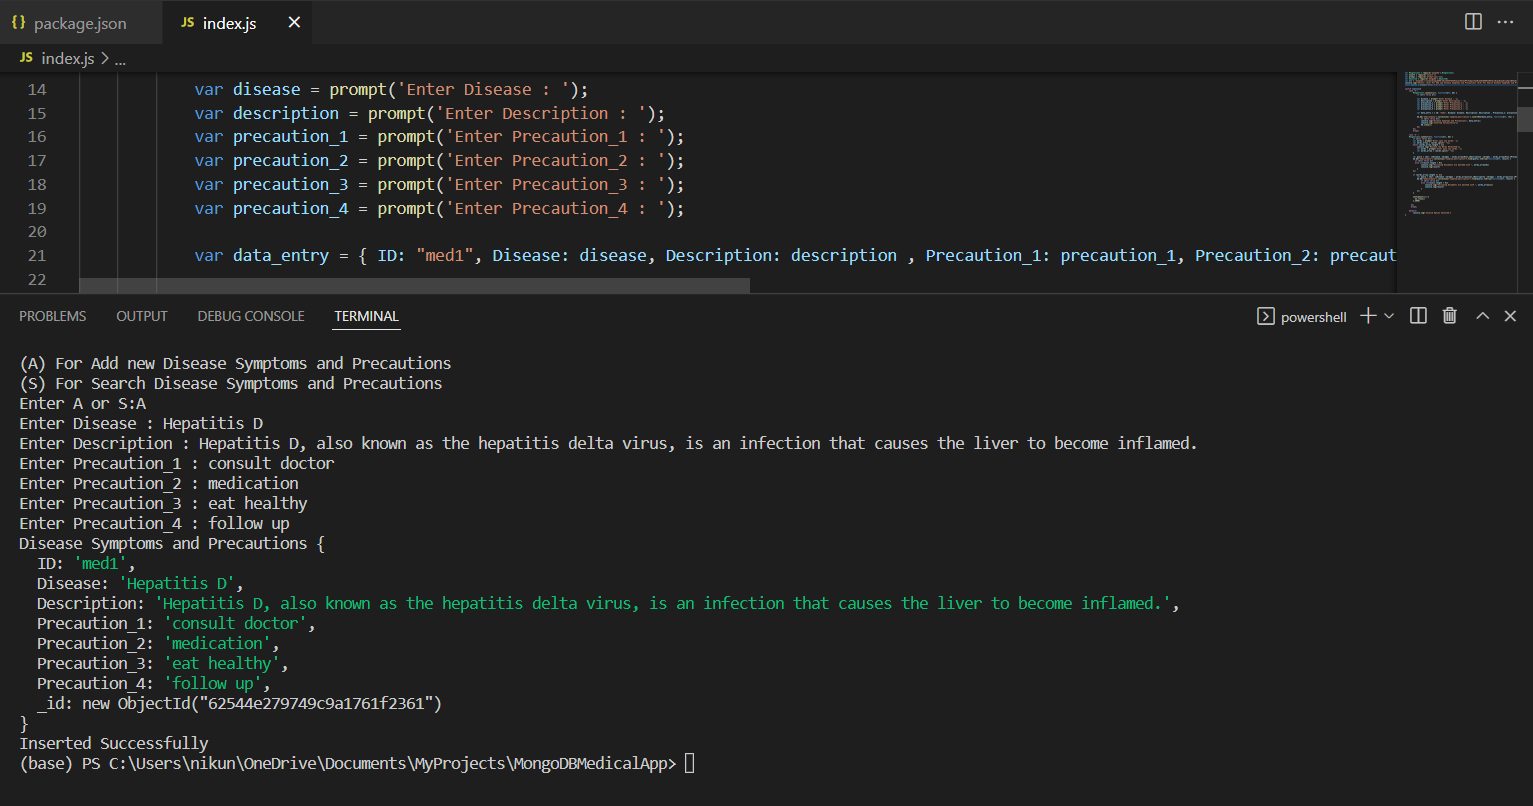 {} package.json
JS index.js ×
JS index.js > ...
14 var disease = prompt('Enter Disease : ');
15 var description = prompt('Enter Description : ');
16 var precaution_1 = prompt('Enter Precaution_1 : ');
17 var precaution_2 = prompt('Enter Precaution_2 : ');
18 var precaution_3 = prompt('Enter Precaution_3 : ');
19 var precaution_4 = prompt('Enter Precaution_4 : ');
20
21 var data_entry = { ID: "med1", Disease: disease, Description: description , Precaution_1: precaution_1, Precaution_2: precaut
22
PROBLEMS OUTPUT DEBUG CONSOLE TERMINAL powershell
(A) For Add new Disease Symptoms and Precautions
(S) For Search Disease Symptoms and Precautions
Enter A or S:A
Enter Disease : Hepatitis D
Enter Description : Hepatitis D, also known as the hepatitis delta virus, is an infection that causes the liver to become inflamed.
Enter Precaution_1 : consult doctor
Enter Precaution_2 : medication
Enter Precaution_3 : eat healthy
Enter Precaution_4 : follow up
Disease Symptoms and Precautions {
  ID: 'med1',
  Disease: 'Hepatitis D',
  Description: 'Hepatitis D, also known as the hepatitis delta virus, is an infection that causes the liver to become inflamed.',
  Precaution_1: 'consult doctor',
  Precaution_2: 'medication',
  Precaution_3: 'eat healthy',
  Precaution_4: 'follow up',
  _id: new ObjectId("62544e279749c9a1761f2361")
}
Inserted Successfully
(base) PS C:\Users\nikun\OneDrive\Documents\MyProjects\MongoDBMedicalApp>